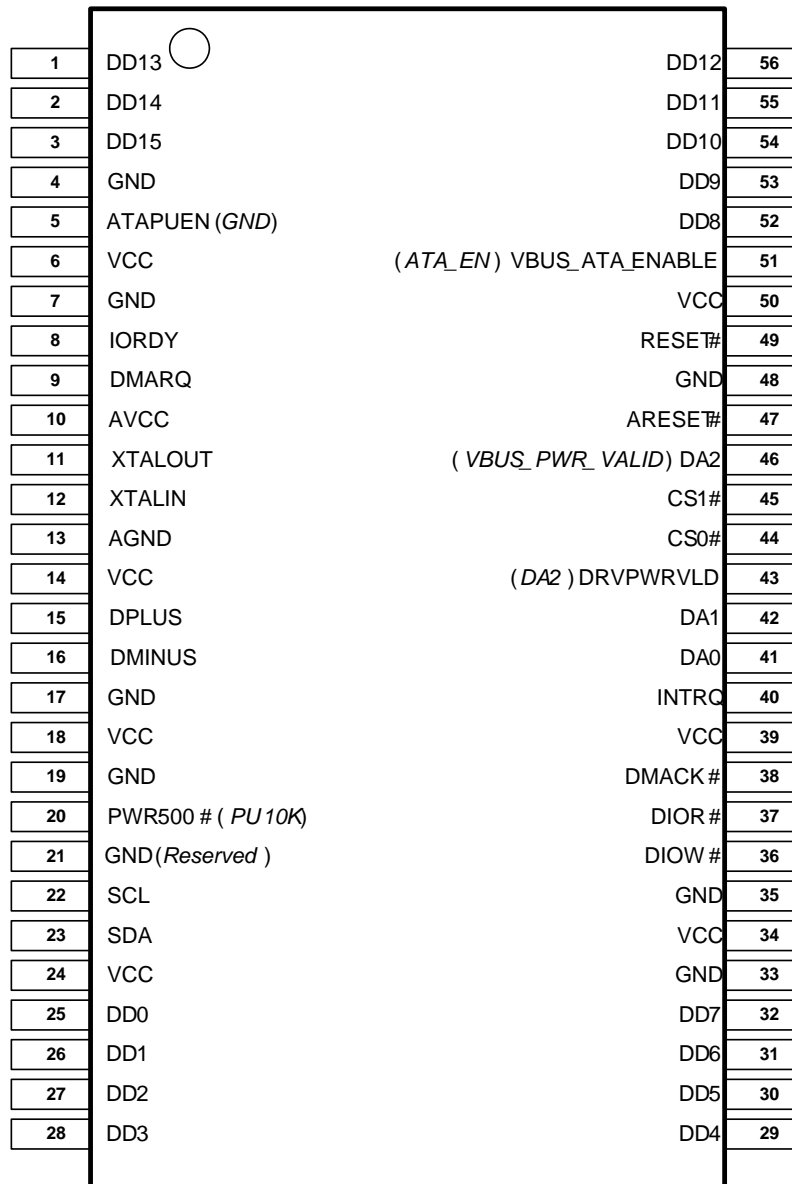 1 DD13 DD12 56
2 DD14 DD11 55
3 DD15 DD10 54
4 GND DD9 53
5 ATAPUEN (GND) DD8 52
6 VCC (ATA_EN) VBUS_ATA_ENABLE 51
7 GND VCC 50
8 IORDY RESET# 49
9 DMARQ GND 48
10 AVCC ARESET# 47
11 XTALOUT (VBUS_PWR_VALID) DA2 46
12 XTALIN CS1# 45
13 AGND CS0# 44
14 VCC (DA2) DRVPWRVLD 43
15 DPLUS DA1 42
16 DMINUS DA0 41
17 GND INTRQ 40
18 VCC VCC 39
19 GND DMACK# 38
20 PWR500# (PU10K) DIOR# 37
21 GND (Reserved) DIOW# 36
22 SCL GND 35
23 SDA VCC 34
24 VCC GND 33
25 DD0 DD7 32
26 DD1 DD6 31
27 DD2 DD5 30
28 DD3 DD4 29